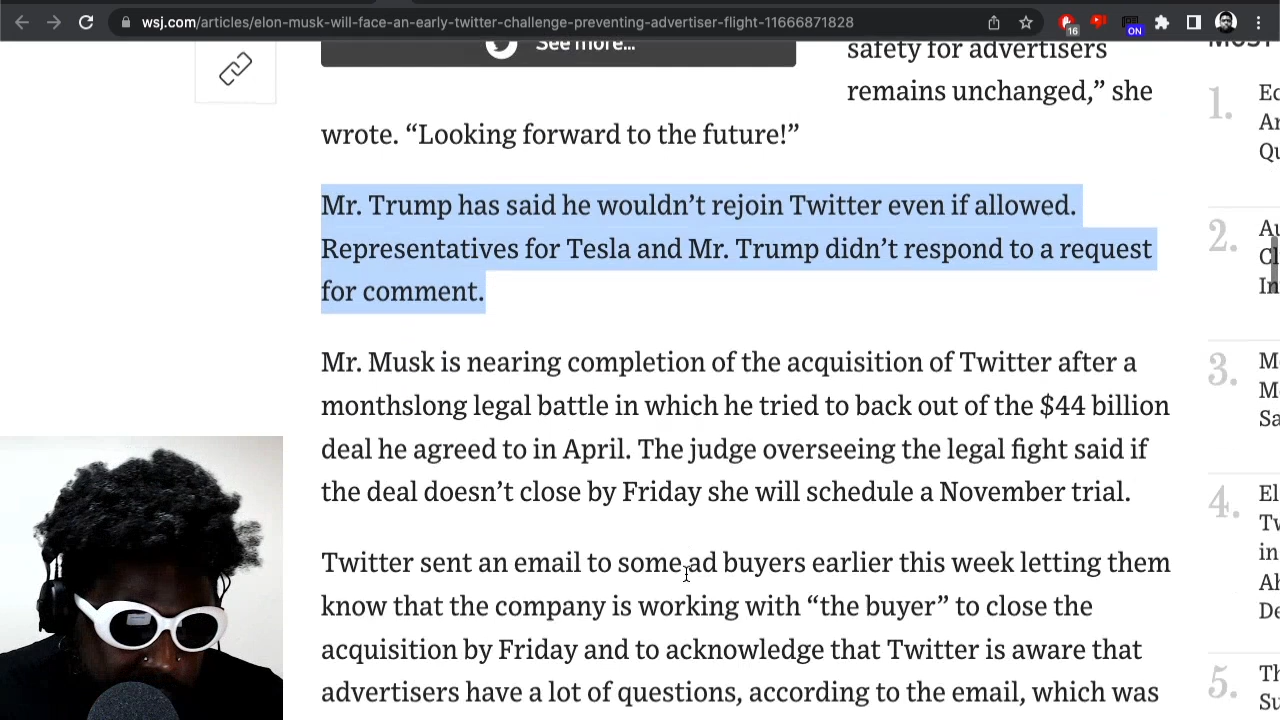 wsj.com/articles/elon-musk-will-face-an-early-twitter-challenge-preventing-advertiser-flight-11666871828
16
ON
See more...
safety for advertisers
remains unchanged,” she
wrote. “Looking forward to the future!”
Mr. Trump has said he wouldn’t rejoin Twitter even if allowed.
Representatives for Tesla and Mr. Trump didn’t respond to a request
for comment.
Mr. Musk is nearing completion of the acquisition of Twitter after a
monthslong legal battle in which he tried to back out of the $44 billion
deal he agreed to in April. The judge overseeing the legal fight said if
the deal doesn’t close by Friday she will schedule a November trial.
Twitter sent an email to some ad buyers earlier this week letting them
know that the company is working with “the buyer” to close the
acquisition by Friday and to acknowledge that Twitter is aware that
advertisers have a lot of questions, according to the email, which was
1.
2.
3.
4.
5.